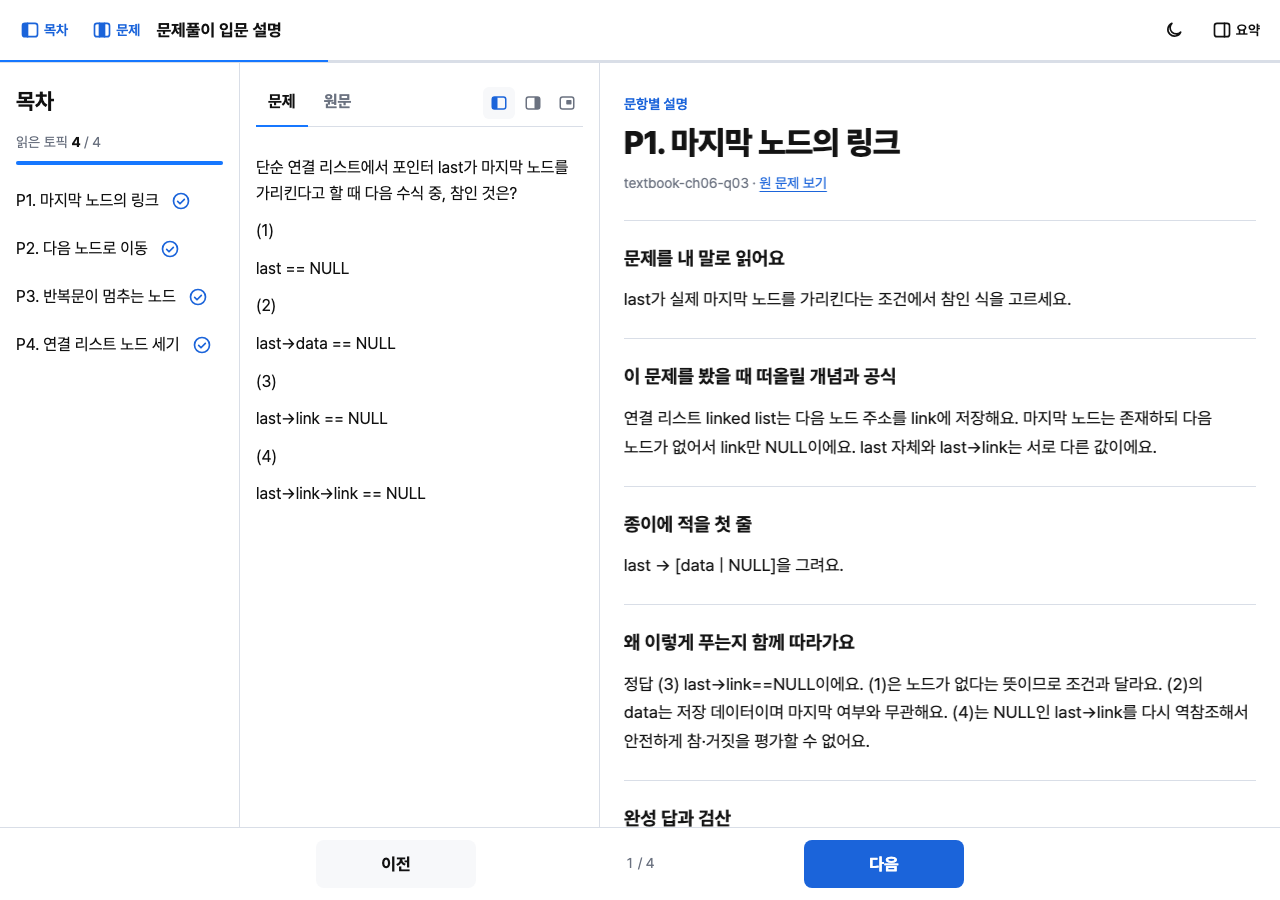 목차
문제
문제풀이 입문 설명
요약
목차
읽은 토픽 4 / 4
P1. 마지막 노드의 링크
P2. 다음 노드로 이동
P3. 반복문이 멈추는 노드
P4. 연결 리스트 노드 세기
문제
원문
단순 연결 리스트에서 포인터 last가 마지막 노드를
가리킨다고 할 때 다음 수식 중, 참인 것은?
(1)
last == NULL
(2)
last→data == NULL
(3)
last→link == NULL
(4)
last→link→link == NULL
문항별 설명
P1. 마지막 노드의 링크
textbook-ch06-q03 · 원 문제 보기
문제를 내 말로 읽어요
last가 실제 마지막 노드를 가리킨다는 조건에서 참인 식을 고르세요.
이 문제를 봤을 때 떠올릴 개념과 공식
연결 리스트 linked list는 다음 노드 주소를 link에 저장해요. 마지막 노드는 존재하되 다음
노드가 없어서 link만 NULL이에요. last 자체와 last→link는 서로 다른 값이에요.
종이에 적을 첫 줄
last → [data | NULL]을 그려요.
왜 이렇게 푸는지 함께 따라가요
정답 (3) last→link==NULL이에요. (1)은 노드가 없다는 뜻이므로 조건과 달라요. (2)의
data는 저장 데이터이며 마지막 여부와 무관해요. (4)는 NULL인 last→link를 다시 역참조해서
안전하게 참·거짓을 평가할 수 없어요.
완성 답과 검산
이전
1 / 4
다음